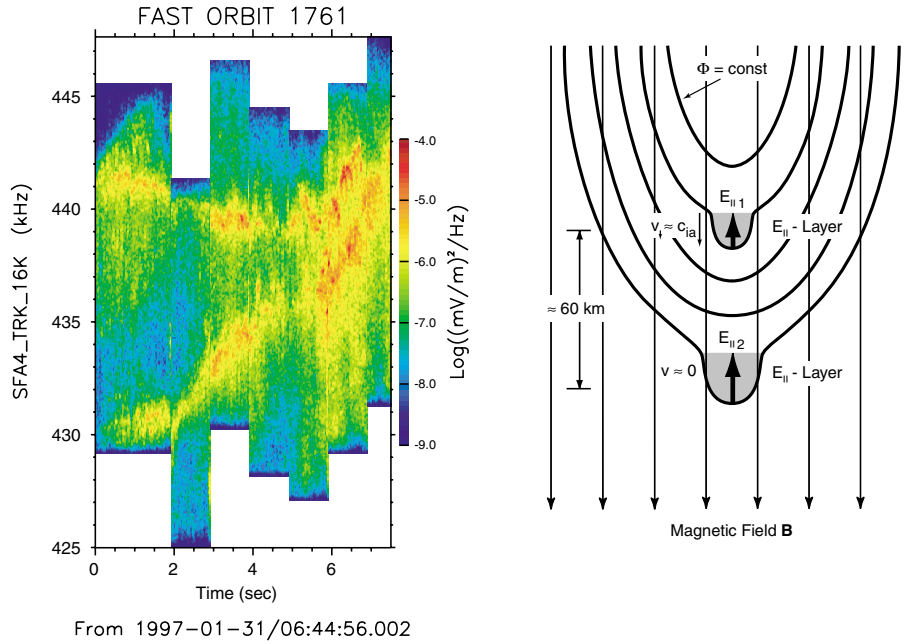 FAST ORBIT 1761
SFA4_TRK_16K (kHz)
445
440
435
430
425
0
2
4
6
Time (sec)
From 1997-01-31/06:44:56.002
-4.0
-5.0
-6.0
-7.0
-8.0
-9.0
Log((mV/m)²/Hz)
Φ = const
E∥1
v ≈ c_ia
E∥ - Layer
≈ 60 km
E∥2
v ≈ 0
E∥ - Layer
Magnetic Field B